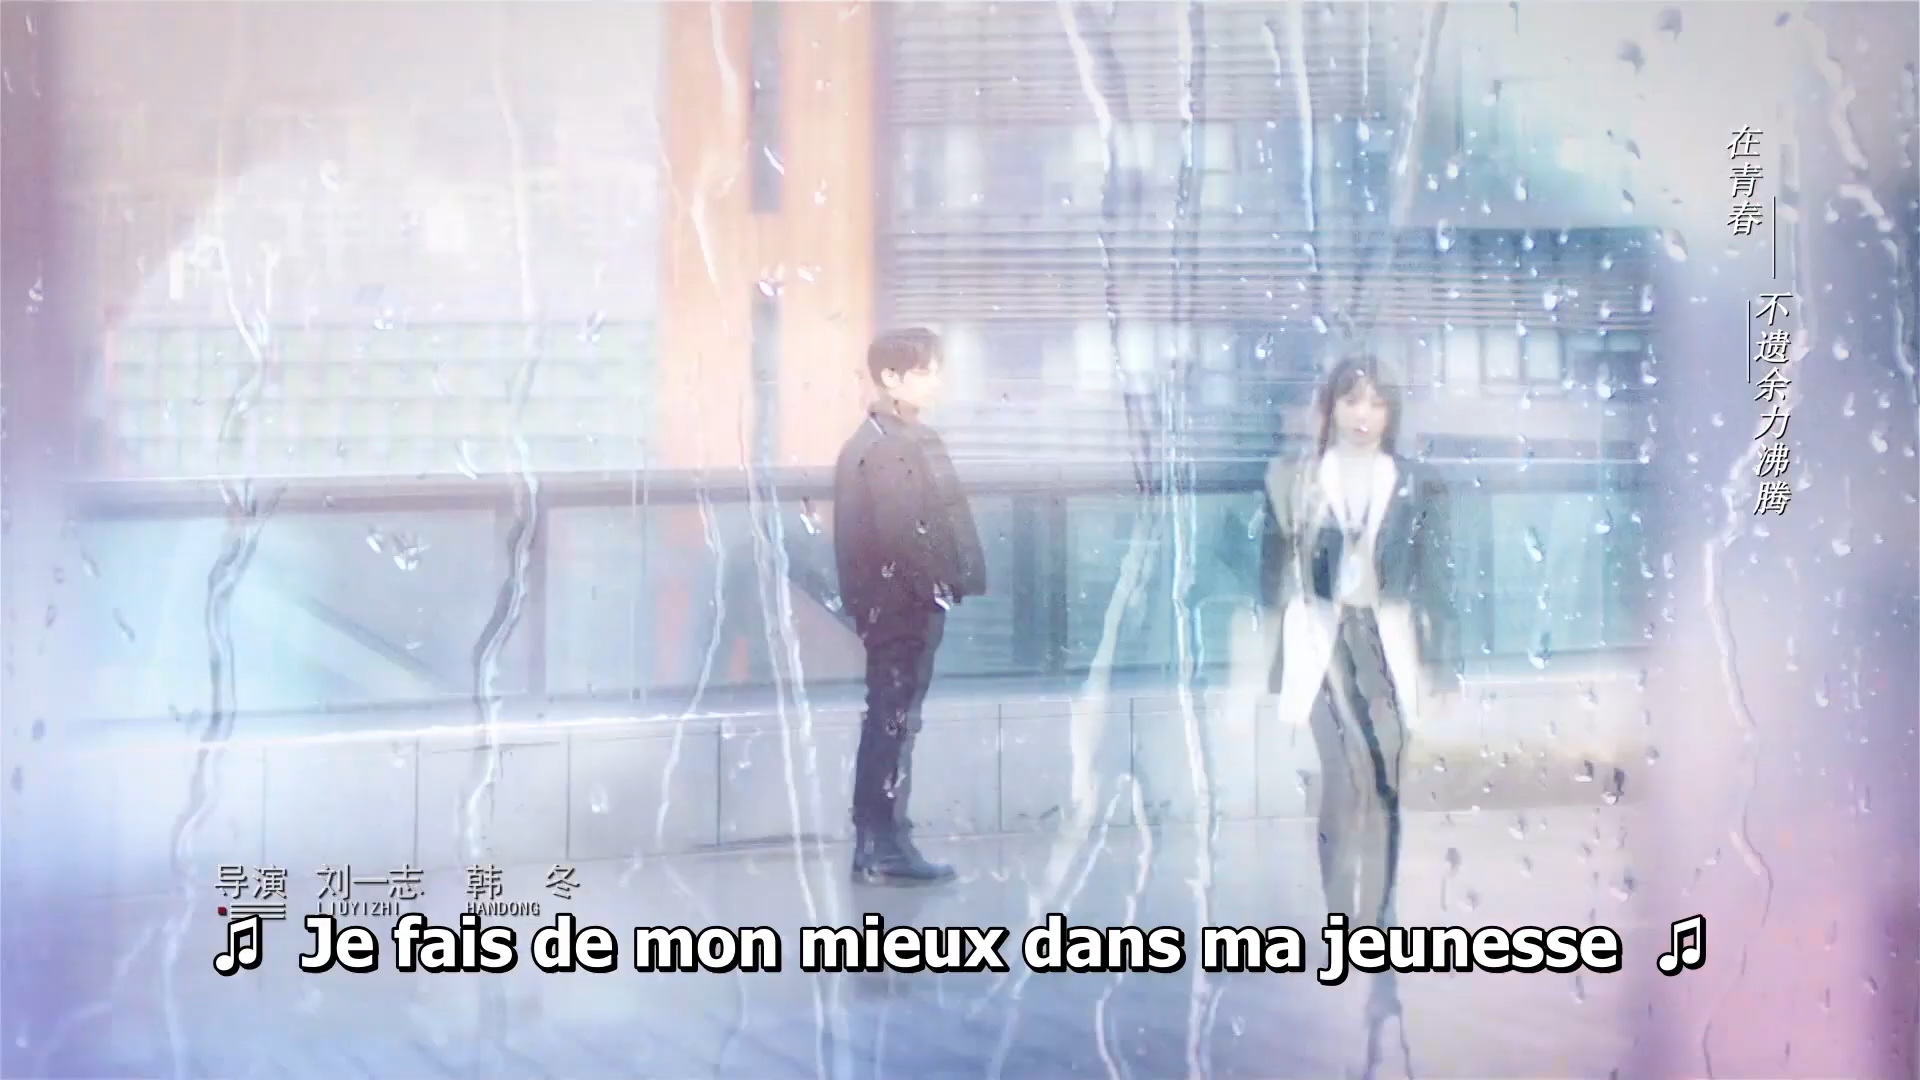 在青春
不遗余力沸腾
导演 刘一志 韩 冬
LIUYIZHI HANDONG
♫ Je fais de mon mieux dans ma jeunesse ♫